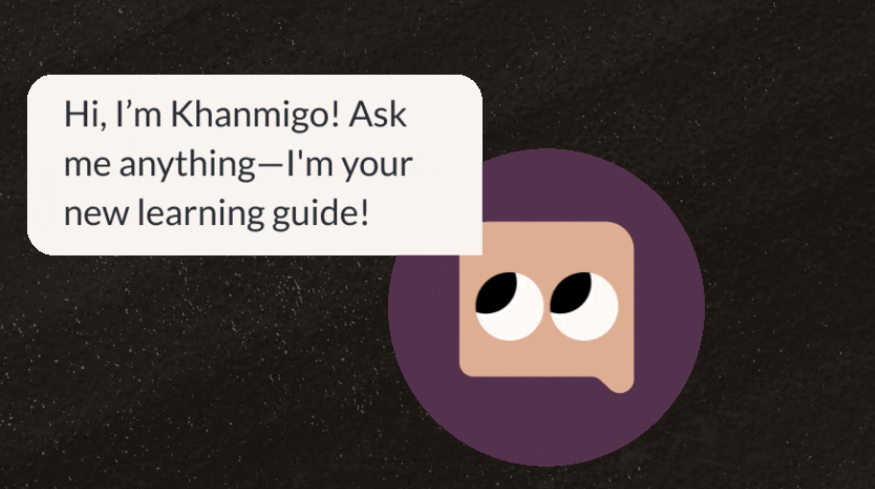 Hi, I’m Khanmigo! Ask
me anything—I'm your
new learning guide!